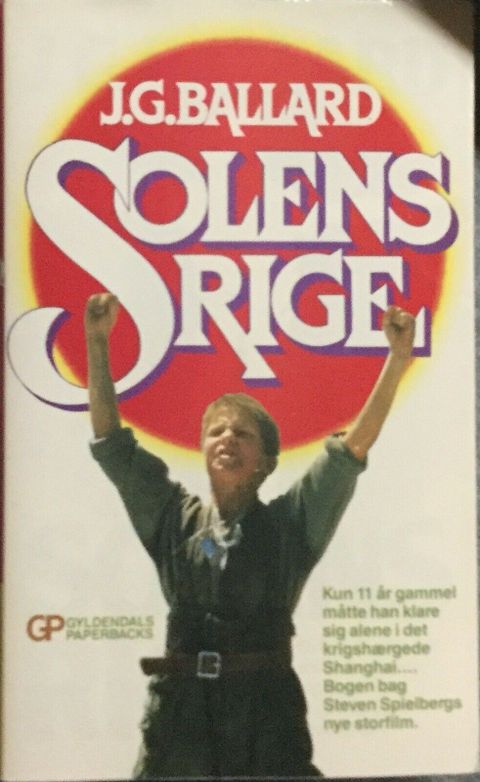 J.G.BALLARD
SOLENS
RIGE
GP GYLDENDALS
PAPERBACKS
Kun 11 år gammel
måtte han klare
sig alene i det
krigshærgede
Shanghai....
Bogen bag
Steven Spielbergs
nye storfilm.